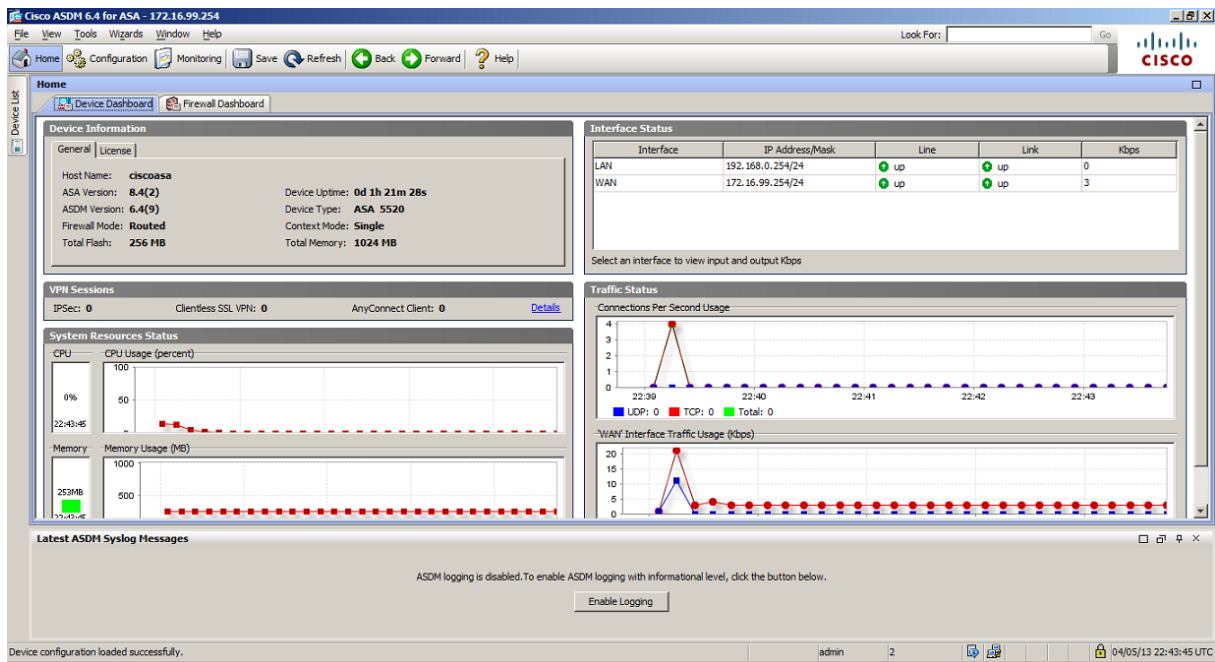 Cisco ASDM 6.4 for ASA - 172.16.99.254
File View Tools Wizards Window Help Look For: Go
Home Configuration Monitoring Save Refresh Back Forward Help
CISCO
Device List
Home
Device Dashboard Firewall Dashboard
Device Information
General License
Host Name: ciscoasa
ASA Version: 8.4(2) Device Uptime: 0d 1h 21m 28s
ASDM Version: 6.4(9) Device Type: ASA 5520
Firewall Mode: Routed Context Mode: Single
Total Flash: 256 MB Total Memory: 1024 MB
Interface Status
Interface IP Address/Mask Line Link Kbps
LAN 192.168.0.254/24 up up 0
WAN 172.16.99.254/24 up up 3
Select an interface to view input and output Kbps
VPN Sessions
IPSec: 0 Clientless SSL VPN: 0 AnyConnect Client: 0 Details
System Resources Status
CPU CPU Usage (percent)
100
50
0%
22:43:45
Memory Memory Usage (MB)
1000
500
253MB
22:43:45
Traffic Status
Connections Per Second Usage
4
3
2
1
0
22:39 22:40 22:41 22:42 22:43
UDP: 0 TCP: 0 Total: 0
'WAN' Interface Traffic Usage (Kbps)
20
15
10
5
0
Latest ASDM Syslog Messages
ASDM logging is disabled.To enable ASDM logging with informational level, click the button below.
Enable Logging
Device configuration loaded successfully. admin 2 04/05/13 22:43:45 UTC